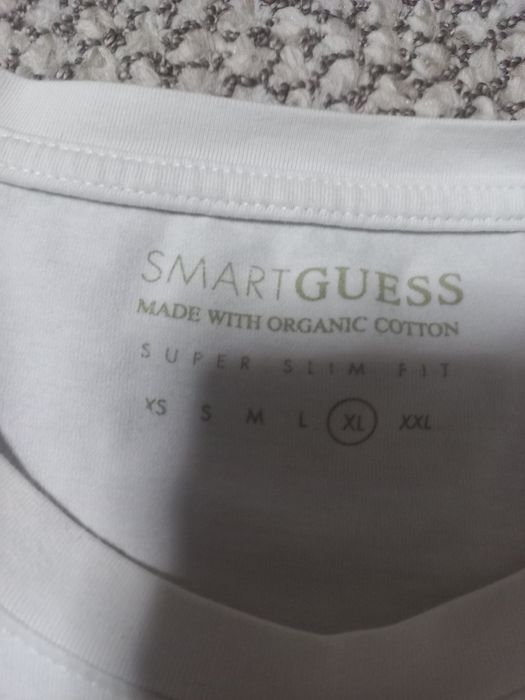 SMARTGUESS
MADE WITH ORGANIC COTTON
SUPER SLIM FIT
XS S M L XL XXL